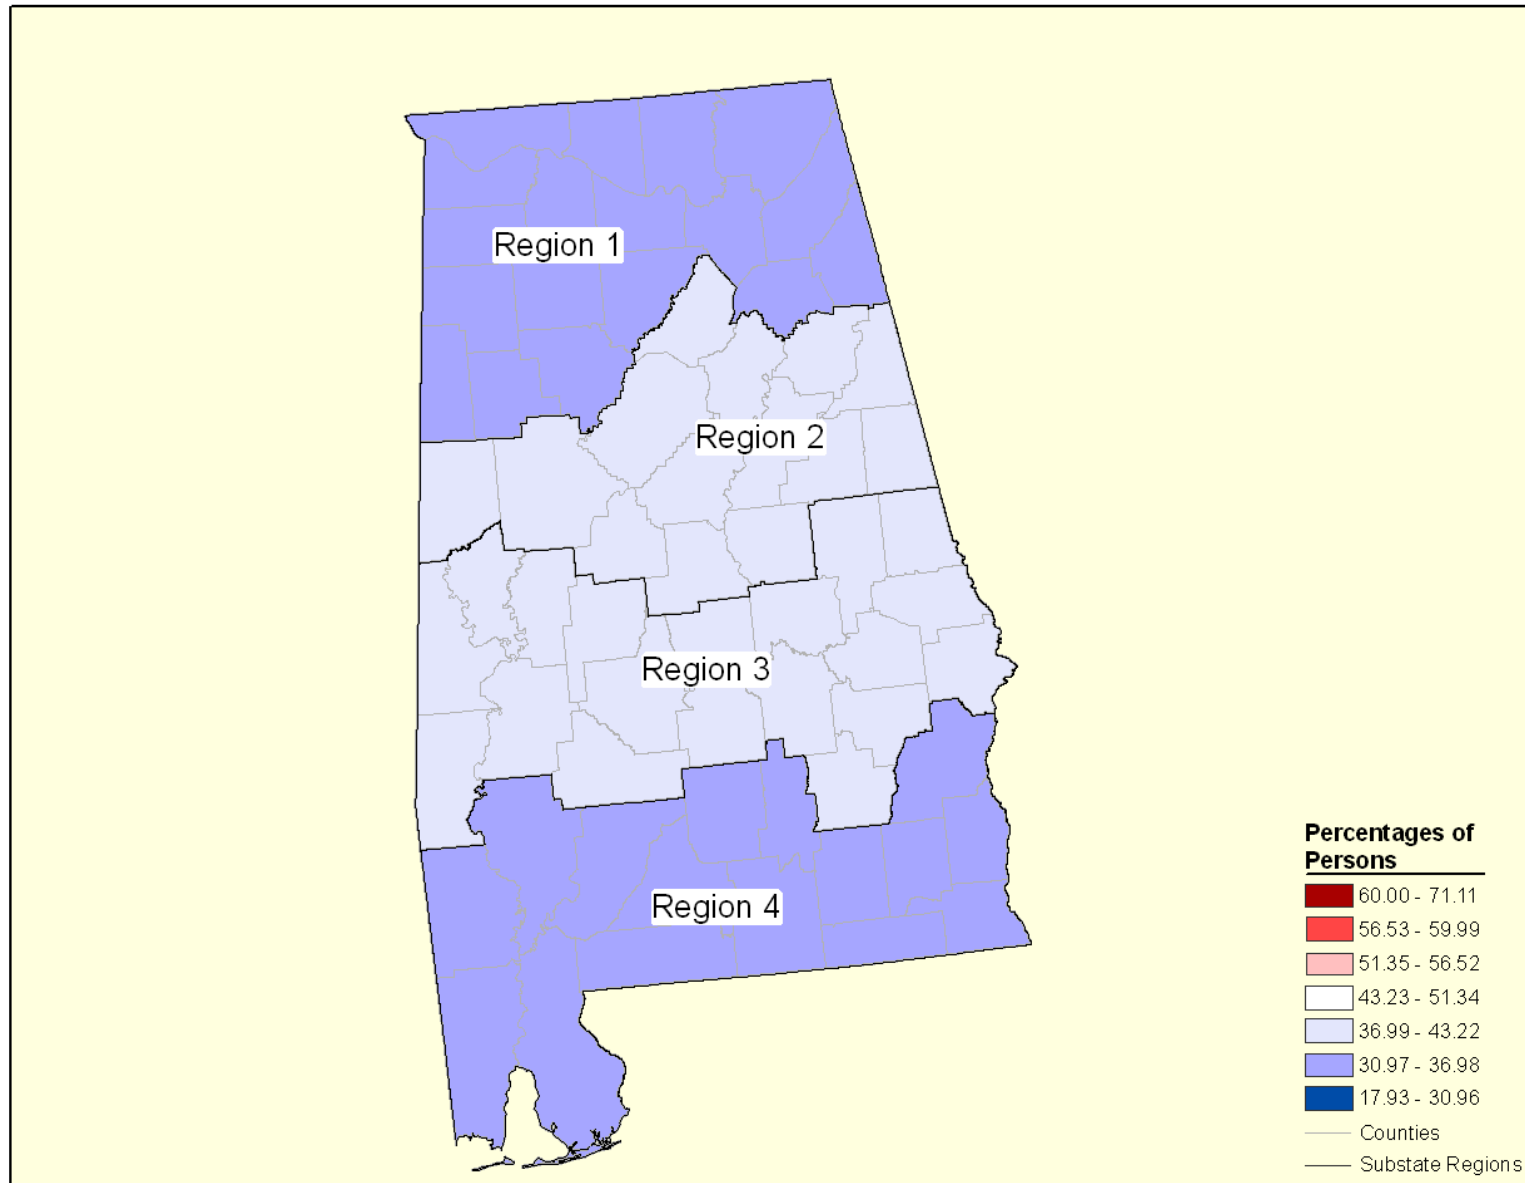 Region 1
Region 2
Region 3
Region 4
Percentages of
Persons
60.00 - 71.11
56.53 - 59.99
51.35 - 56.52
43.23 - 51.34
36.99 - 43.22
30.97 - 36.98
17.93 - 30.96
Counties
Substate Regions